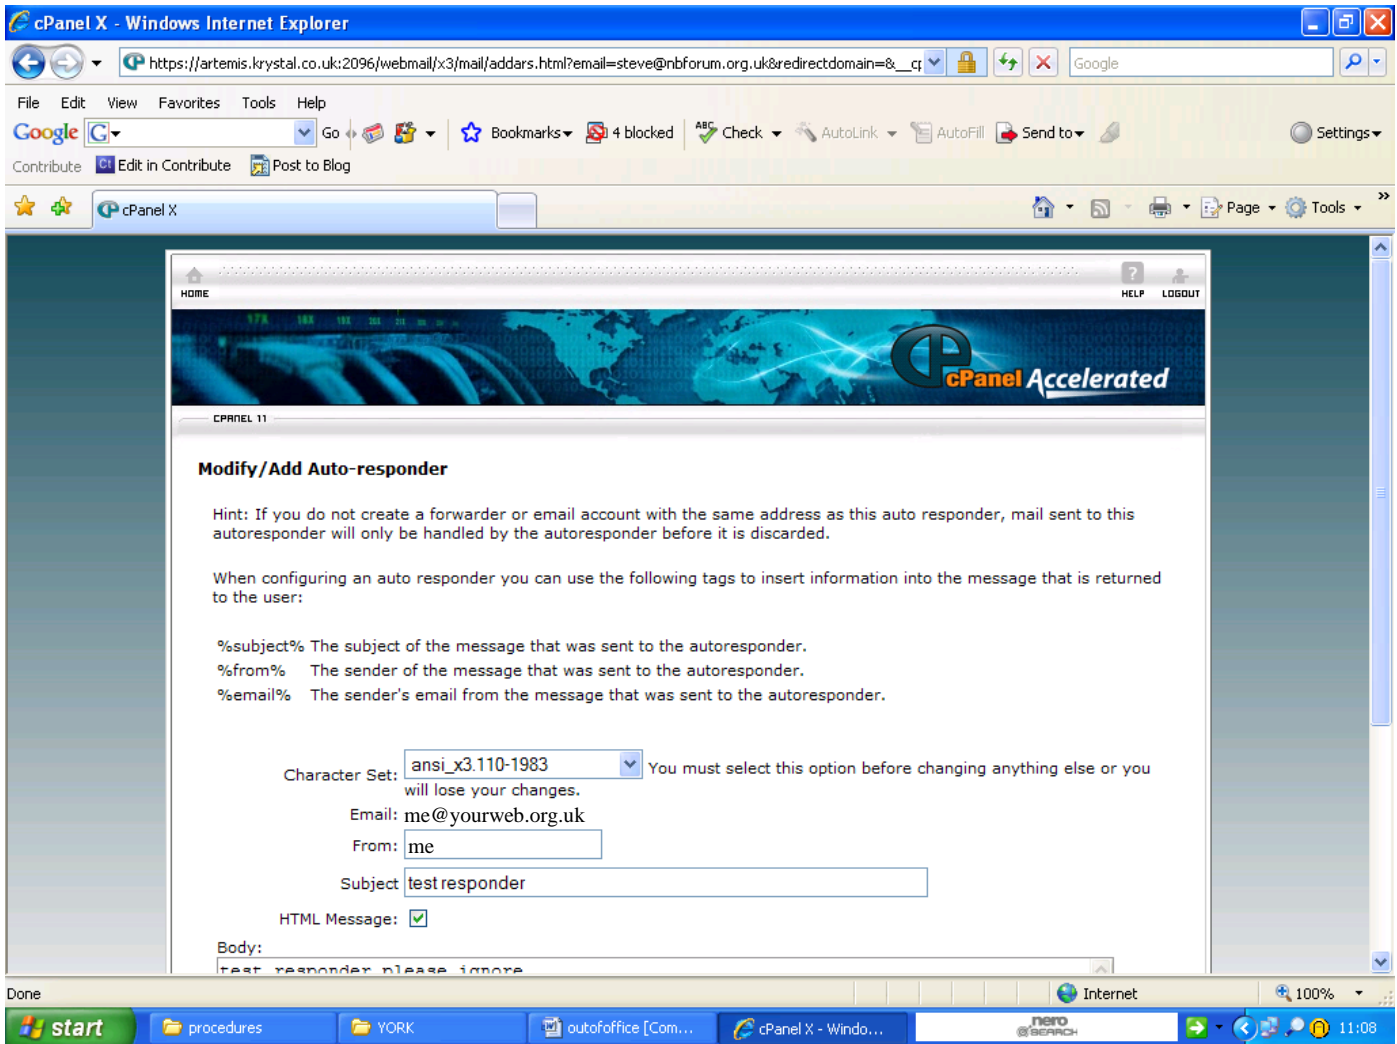 cPanel X - Windows Internet Explorer
https://artemis.krystal.co.uk:2096/webmail/x3/mail/addars.html?email=steve@nbforum.org.uk&redirectdomain=&__cp
Google
File Edit View Favorites Tools Help
Google G Go Bookmarks 4 blocked ABC Check AutoLink AutoFill Send to Settings
Contribute Ct Edit in Contribute Post to Blog
cPanel X Page Tools »
HOME HELP LOGOUT
17X 18X
cPanel Accelerated
CPANEL 11
Modify/Add Auto-responder
Hint: If you do not create a forwarder or email account with the same address as this auto responder, mail sent to this
autoresponder will only be handled by the autoresponder before it is discarded.
When configuring an auto responder you can use the following tags to insert information into the message that is returned
to the user:
%subject% The subject of the message that was sent to the autoresponder.
%from% The sender of the message that was sent to the autoresponder.
%email% The sender's email from the message that was sent to the autoresponder.
Character Set: ansi_x3.110-1983 You must select this option before changing anything else or you
will lose your changes.
Email: me@yourweb.org.uk
From: me
Subject test responder
HTML Message:
Body:
test responder please ignore
Done Internet 100%
start procedures YORK outofoffice [Com... cPanel X - Windo... nero SEARCH 11:08